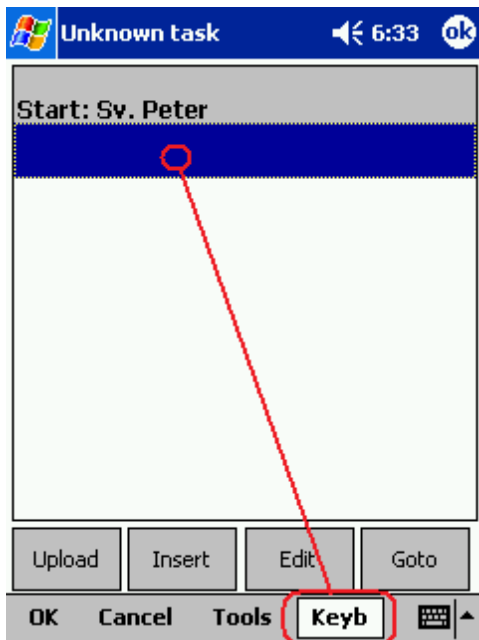 Unknown task 6:33 ok
Start: Sv. Peter
Upload Insert Edit Goto
OK Cancel Tools Keyb